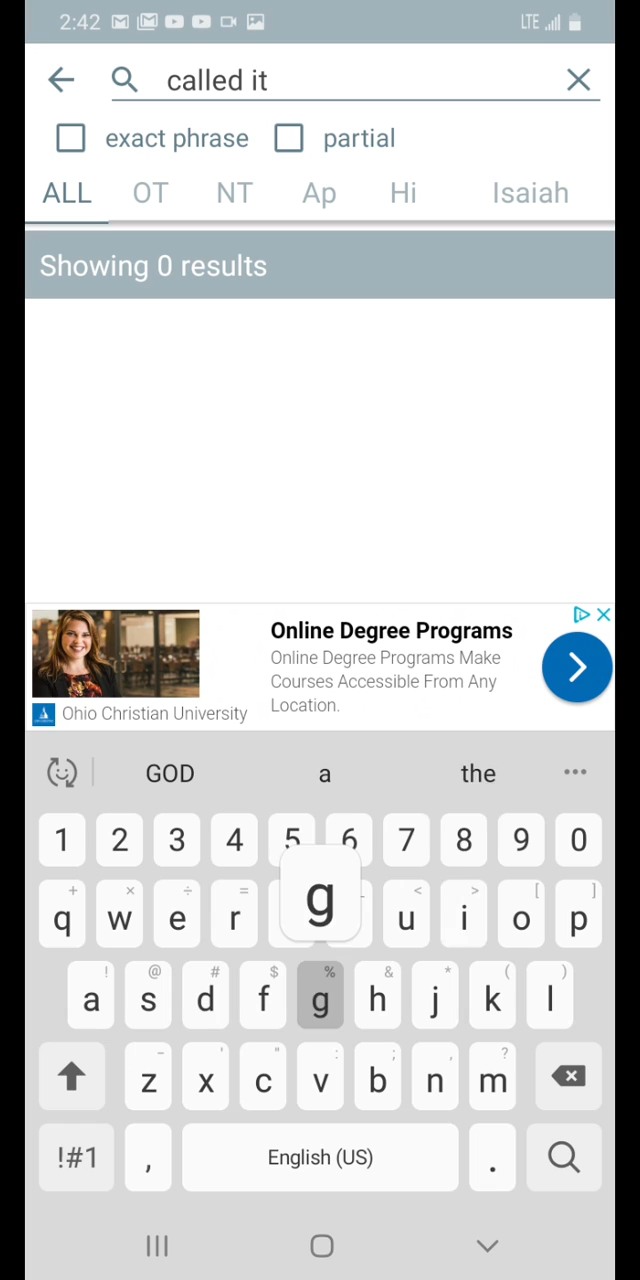 2:42 LTE
called it
exact phrase partial
ALL OT NT Ap Hi Isaiah
Showing 0 results
Online Degree Programs
Online Degree Programs Make
Courses Accessible From Any
Location.
Ohio Christian University
GOD a the
1 2 3 4 5 6 7 8 9 0
+ × ÷ = < > [ ]
q w e r g u i o p
! @ # $ % & * ( )
a s d f g h j k l
- ' " : ; , ?
z x c v b n m
!#1 , English (US) .